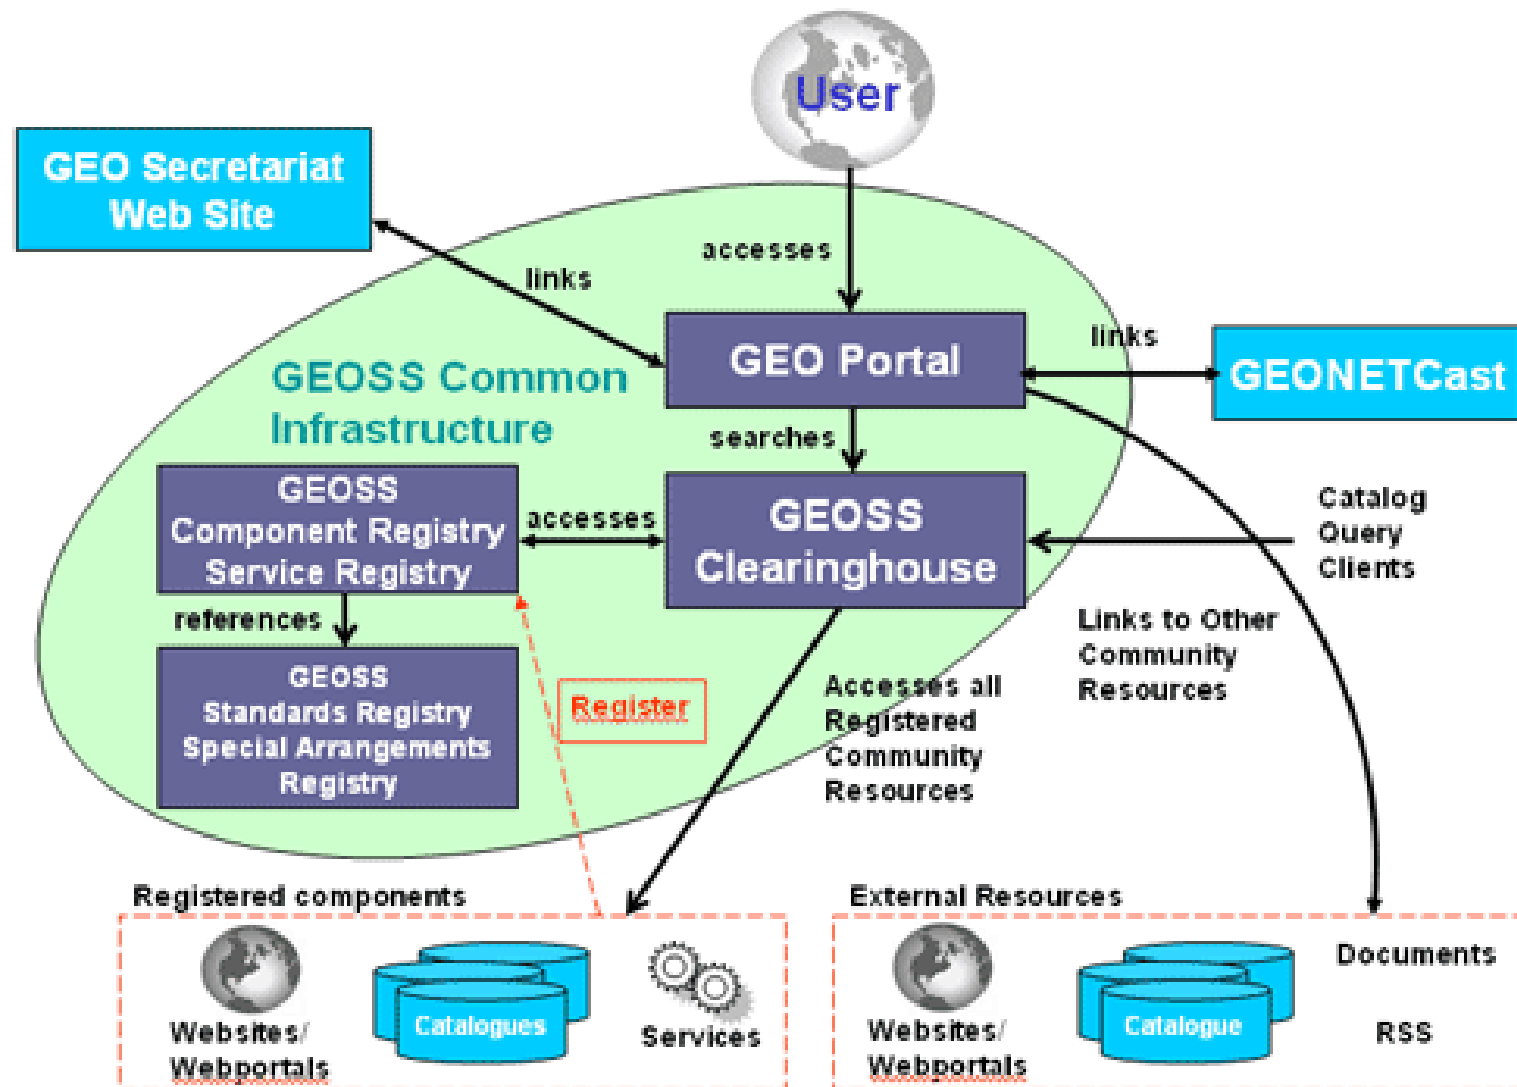 User
GEO Secretariat
Web Site
accesses
links
GEO Portal
links
GEONETCast
GEOSS Common
Infrastructure
searches
GEOSS
Component Registry
Service Registry
accesses
GEOSS
Clearinghouse
Catalog
Query
Clients
references
GEOSS
Standards Registry
Special Arrangements
Registry
Register
Accesses all
Registered
Community
Resources
Links to Other
Community
Resources
Registered components
Websites/
Webportals
Catalogues
Services
External Resources
Websites/
Webportals
Catalogue
Documents
RSS